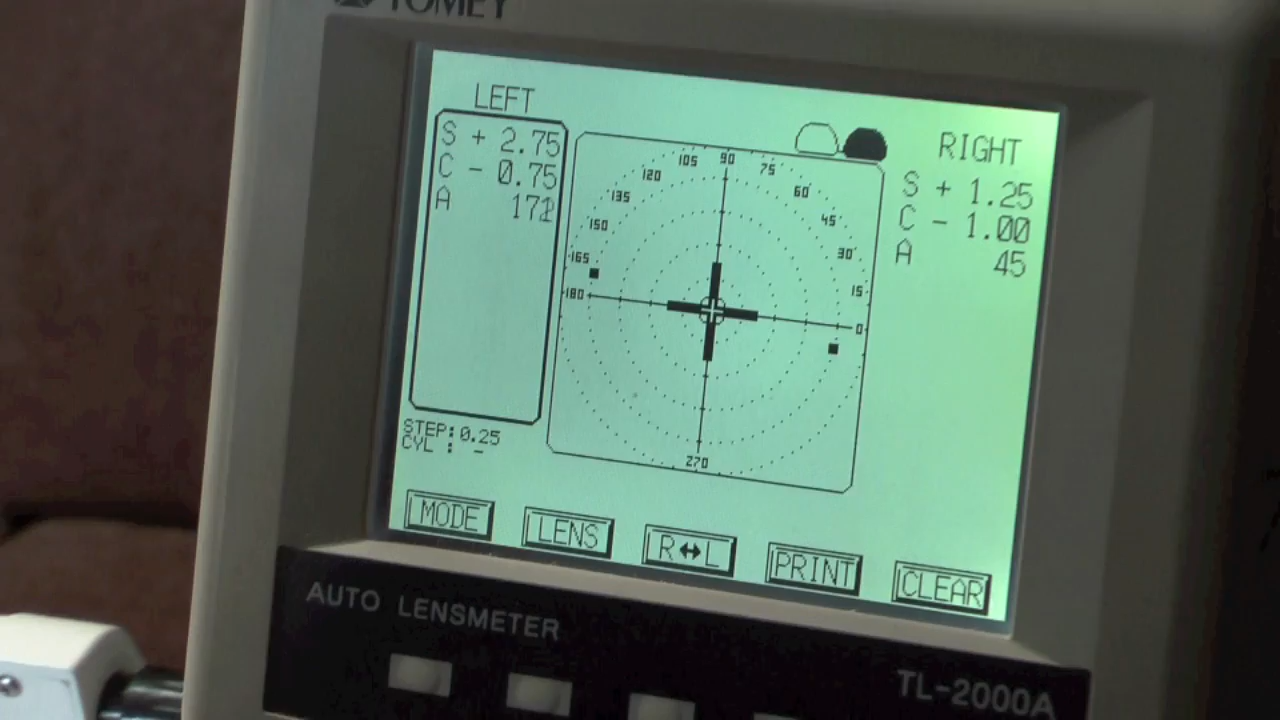 TOMEY
LEFT
S + 2.75
C - 0.75
A 172
RIGHT
S + 1.25
C - 1.00
A 45
105 90 75
120 60
135 45
150 30
165 15
180 0
270
STEP:0.25
CYL : -
MODE LENS R↔L PRINT CLEAR
AUTO LENSMETER
TL-2000A